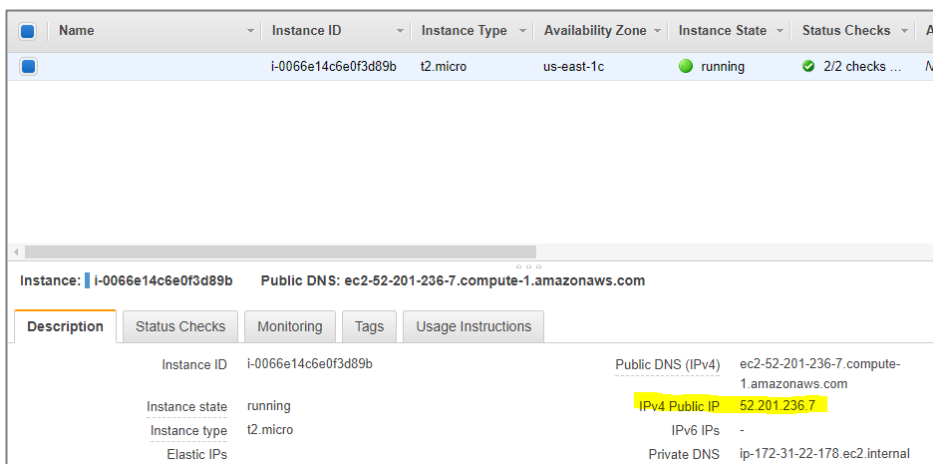 Name Instance ID Instance Type Availability Zone Instance State Status Checks
i-0066e14c6e0f3d89b t2.micro us-east-1c running 2/2 checks ...
Instance: i-0066e14c6e0f3d89b Public DNS: ec2-52-201-236-7.compute-1.amazonaws.com
Description Status Checks Monitoring Tags Usage Instructions
Instance ID i-0066e14c6e0f3d89b Public DNS (IPv4) ec2-52-201-236-7.compute-
1.amazonaws.com
Instance state running IPv4 Public IP 52.201.236.7
Instance type t2.micro IPv6 IPs -
Elastic IPs Private DNS ip-172-31-22-178.ec2.internal